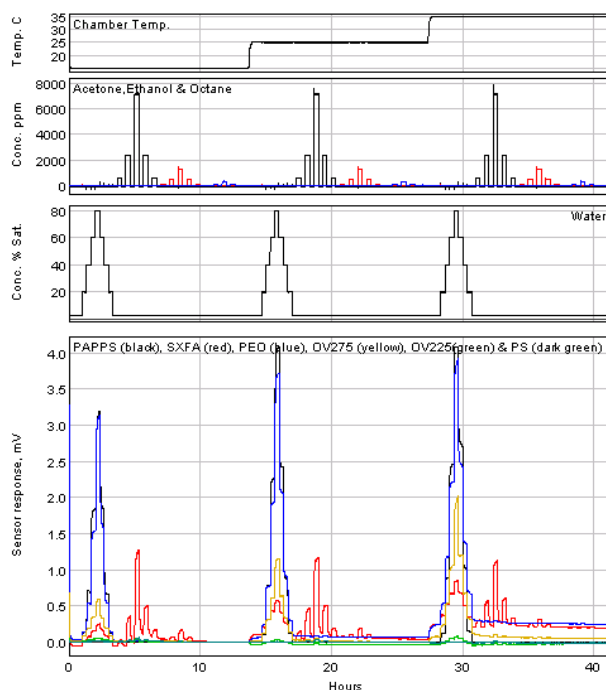 Temp. C
35
30
25
20
Chamber Temp.
Conc. ppm
8000
6000
4000
2000
0
Acetone,Ethanol & Octane
Conc. % Sat.
80
60
40
20
Water
Sensor response, mV
4.0
3.5
3.0
2.5
2.0
1.5
1.0
0.5
0.0
PAPPS (black), SXFA (red), PEO (blue), OV275 (yellow), OV225(green) & PS (dark green)
0 10 20 30 40
Hours